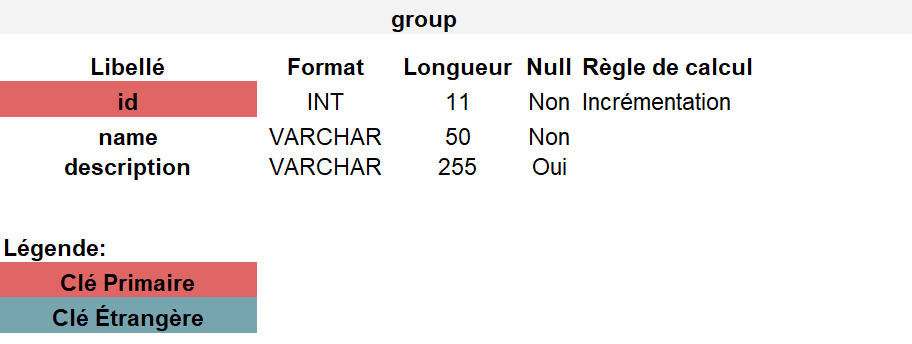 group
Libellé Format Longueur Null Règle de calcul
id INT 11 Non Incrémentation
name VARCHAR 50 Non
description VARCHAR 255 Oui
Légende:
Clé Primaire
Clé Étrangère